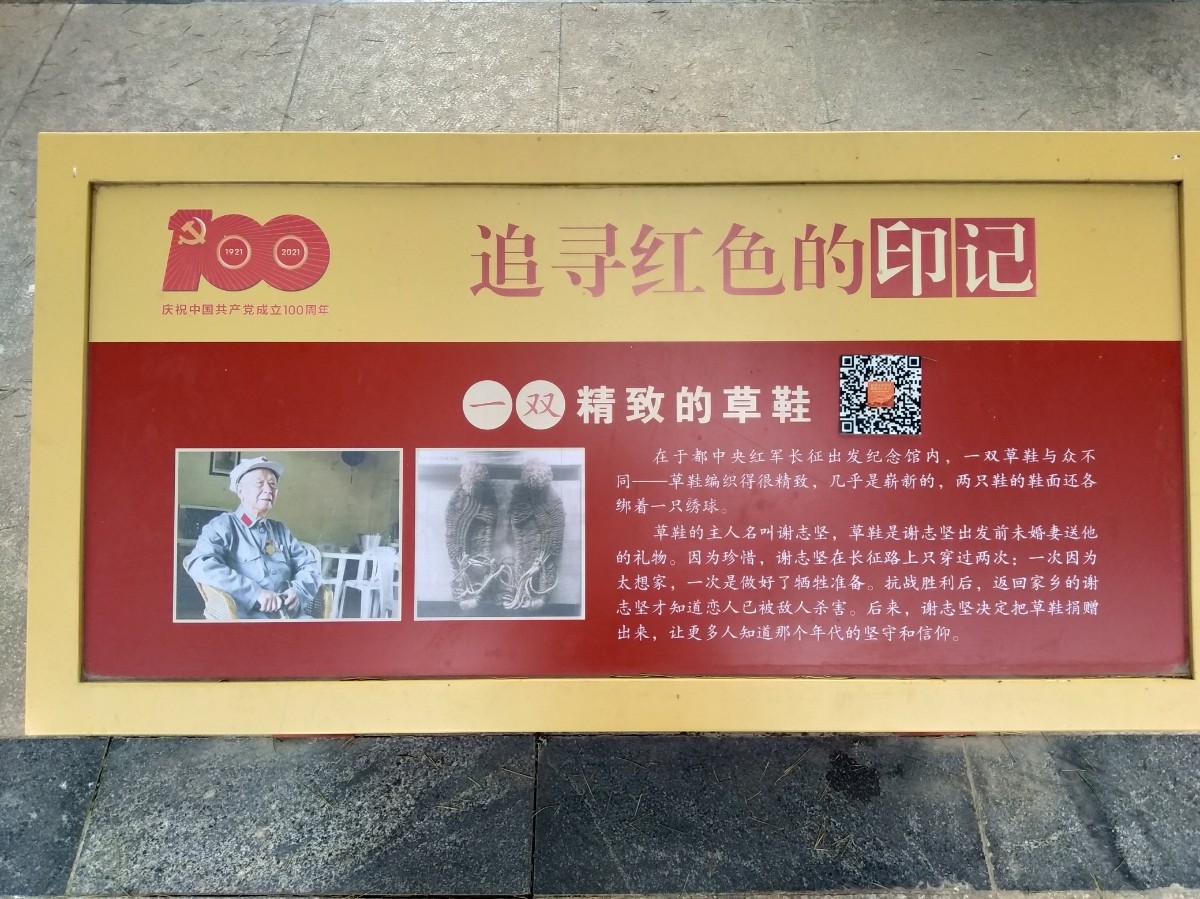 1921 2021
庆祝中国共产党成立100周年
追寻红色的印记
一双精致的草鞋
在于都中央红军长征出发纪念馆内，一双草鞋与众不
同——草鞋编织得很精致，几乎是崭新的，两只鞋的鞋面还各
绑着一只绣球。
草鞋的主人名叫谢志坚，草鞋是谢志坚出发前未婚妻送他
的礼物。因为珍惜，谢志坚在长征路上只穿过两次：一次因为
太想家，一次是做好了牺牲准备。抗战胜利后，返回家乡的谢
志坚才知道恋人已被敌人杀害。后来，谢志坚决定把草鞋捐赠
出来，让更多人知道那个年代的坚守和信仰。